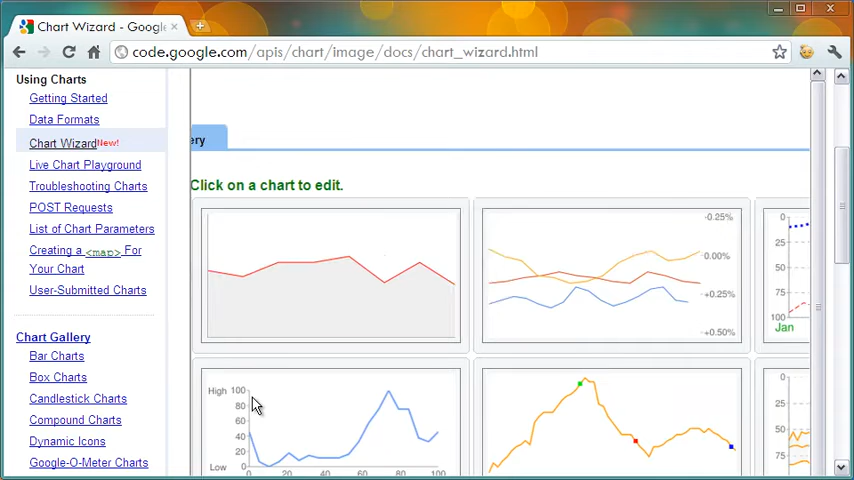 Chart Wizard - Google
code.google.com/apis/chart/image/docs/chart_wizard.html
Using Charts
Getting Started
Data Formats
Chart Wizard New!
Live Chart Playground
Troubleshooting Charts
POST Requests
List of Chart Parameters
Creating a <map> For
Your Chart
User-Submitted Charts
Chart Gallery
Bar Charts
Box Charts
Candlestick Charts
Compound Charts
Dynamic Icons
Google-O-Meter Charts
ery
Click on a chart to edit.
-0.25%
-0.00%
+0.25%
+0.50%
0
25
50
75
100
Jan
High 100
80
60
40
20
Low 0
0 20 40 60 80 100
0
25
50
75